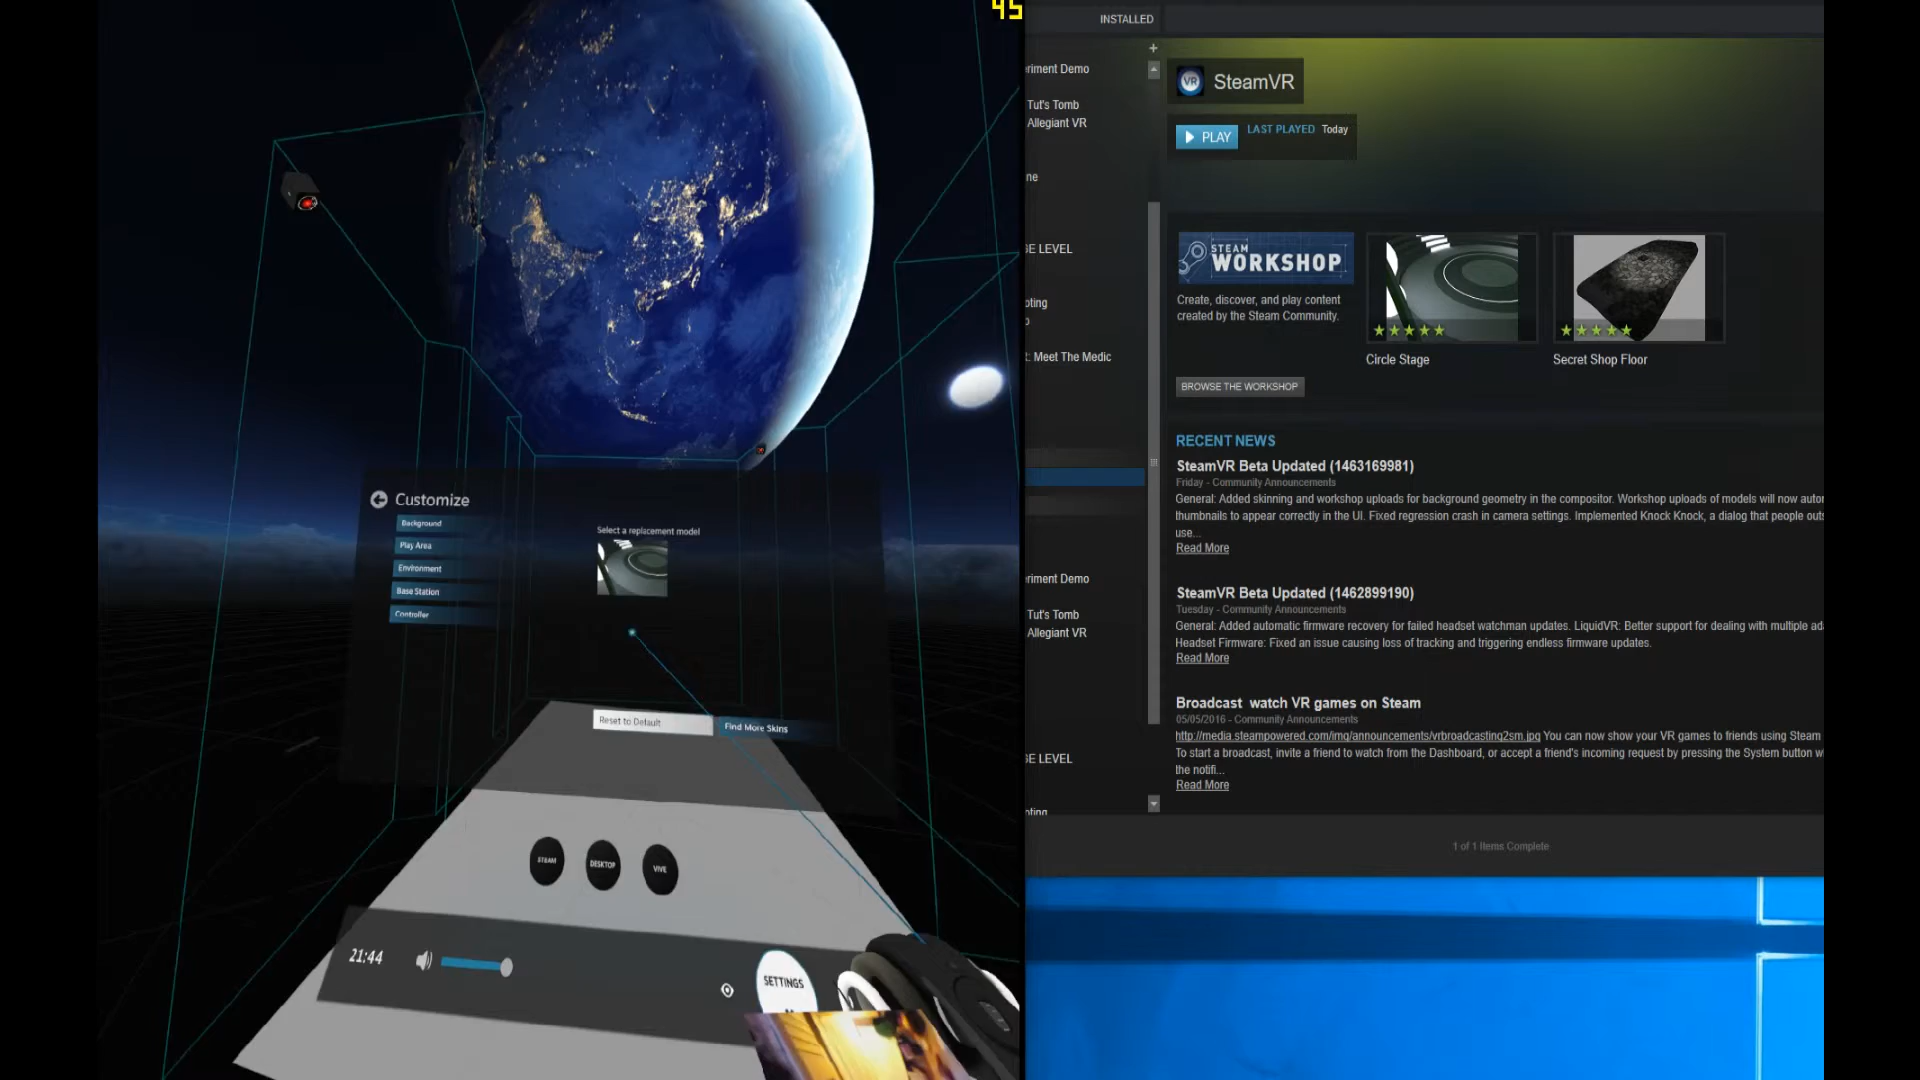 45
Customize
Background
Play Area
Environment
Base Station
Controller
Select a replacement model
Reset to Default
Find More Skins
STEAM
DESKTOP
VIVE
21:44
SETTINGS
INSTALLED
+
riment Demo
Tut's Tomb
Allegiant VR
ne
GE LEVEL
oting
o
t: Meet The Medic
riment Demo
Tut's Tomb
Allegiant VR
GE LEVEL
oting
VR SteamVR
PLAY
LAST PLAYED Today
STEAM
WORKSHOP
Create, discover, and play content
created by the Steam Community.
BROWSE THE WORKSHOP
Circle Stage
Secret Shop Floor
RECENT NEWS
SteamVR Beta Updated (1463169981)
Friday - Community Announcements
General: Added skinning and workshop uploads for background geometry in the compositor. Workshop uploads of models will now autor
thumbnails to appear correctly in the UI. Fixed regression crash in camera settings. Implemented Knock Knock, a dialog that people outs
use...
Read More
SteamVR Beta Updated (1462899190)
Tuesday - Community Announcements
General: Added automatic firmware recovery for failed headset watchman updates. LiquidVR: Better support for dealing with multiple ada
Headset Firmware: Fixed an issue causing loss of tracking and triggering endless firmware updates.
Read More
Broadcast watch VR games on Steam
05/05/2016 - Community Announcements
http://media.steampowered.com/img/announcements/vrbroadcasting2sm.jpg You can now show your VR games to friends using Steam
To start a broadcast, invite a friend to watch from the Dashboard, or accept a friend's incoming request by pressing the System button w
the notifi...
Read More
1 of 1 Items Complete